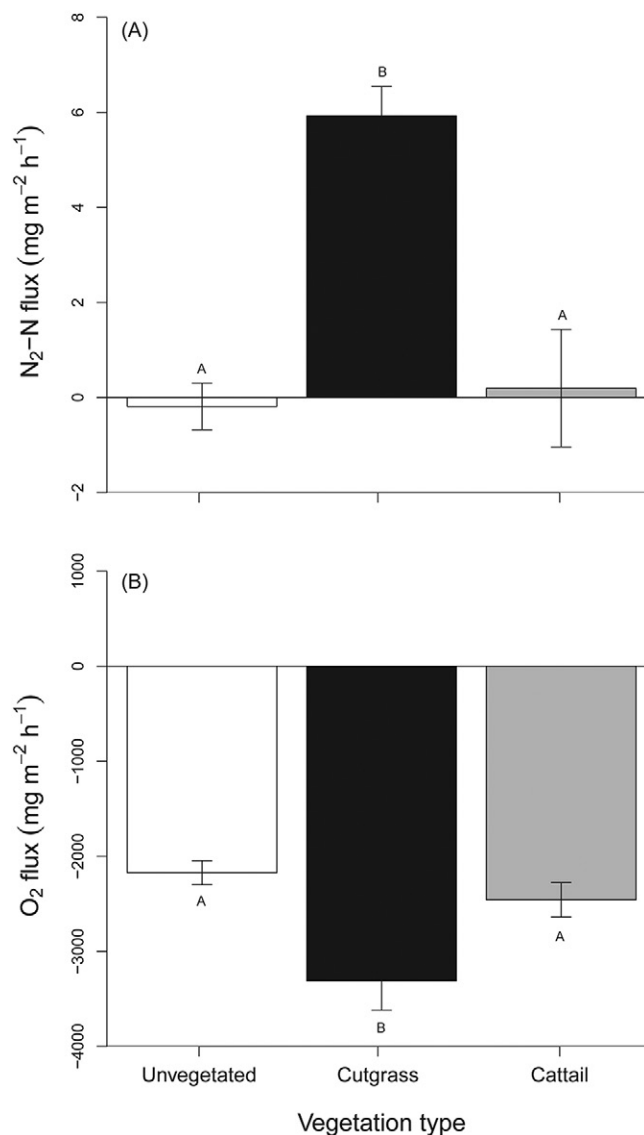 (A)
N₂−N flux (mg m⁻² h⁻¹)
8
6
4
2
0
−2
A
B
A
(B)
O₂ flux (mg m⁻² h⁻¹)
1000
0
−1000
−2000
−3000
−4000
A
B
A
Unvegetated Cutgrass Cattail
Vegetation type